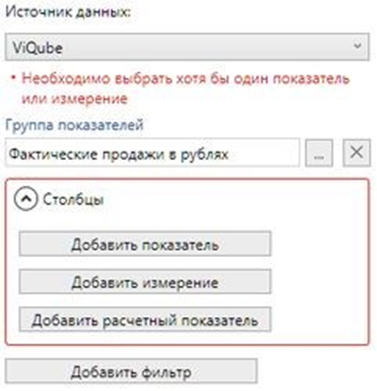 Источник данных:
ViQube
• Необходимо выбрать хотя бы один показатель
или измерение
Группа показателей
Фактические продажи в рублях
...
Столбцы
Добавить показатель
Добавить измерение
Добавить расчетный показатель
Добавить фильтр